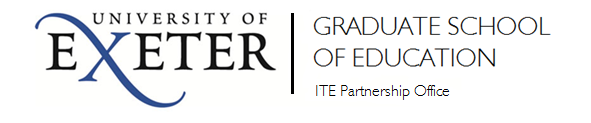 UNIVERSITY OF
EXETER
GRADUATE SCHOOL
OF EDUCATION
ITE Partnership Office